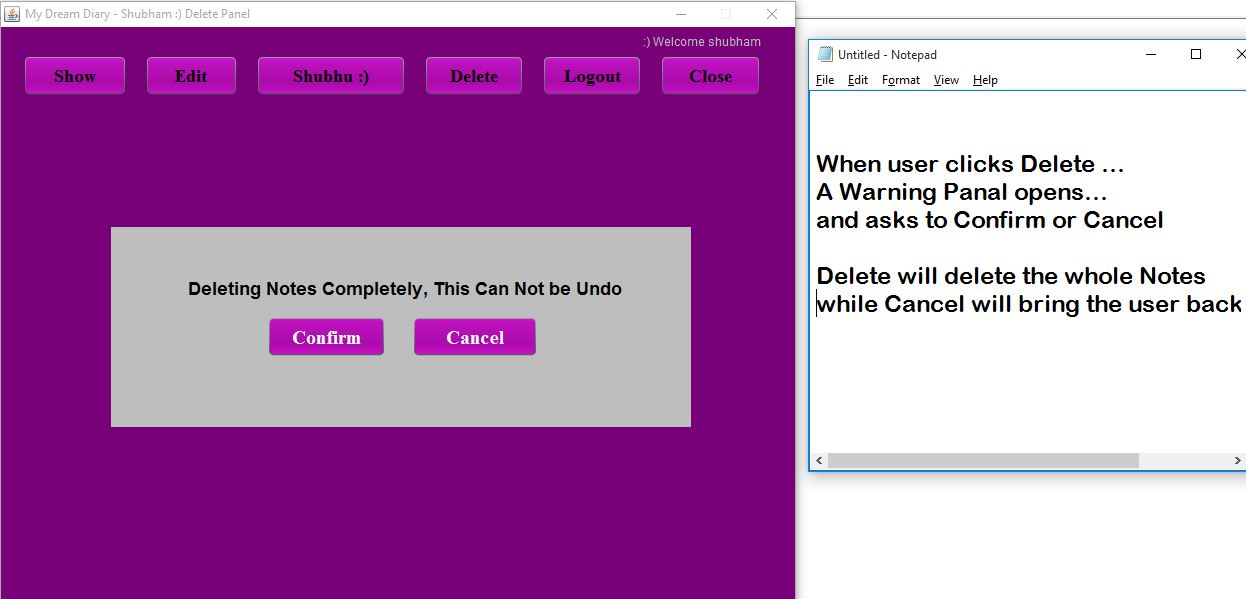 My Dream Diary - Shubham :) Delete Panel
:) Welcome shubham
Show Edit Shubhu :) Delete Logout Close
Deleting Notes Completely, This Can Not be Undo
Confirm Cancel
Untitled - Notepad
File Edit Format View Help
When user clicks Delete ...
A Warning Panal opens...
and asks to Confirm or Cancel
Delete will delete the whole Notes
while Cancel will bring the user back